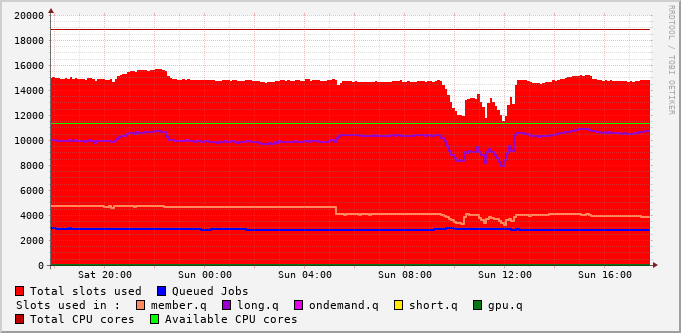 20000
18000
16000
14000
12000
10000
8000
6000
4000
2000
0
Sat 20:00 Sun 00:00 Sun 04:00 Sun 08:00 Sun 12:00 Sun 16:00
RRDTOOL / TOBI OETIKER
Total slots used Queued Jobs
Slots used in : member.q long.q ondemand.q short.q gpu.q
Total CPU cores Available CPU cores